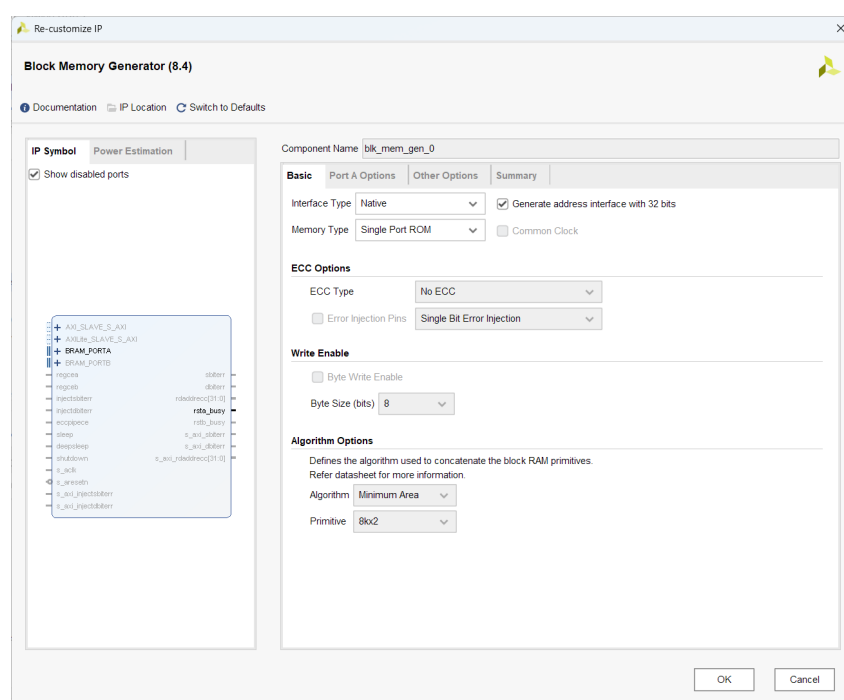 Re-customize IP
Block Memory Generator (8.4)
Documentation IP Location Switch to Defaults
IP Symbol Power Estimation
Show disabled ports
AXI_SLAVE_S_AXI
AXILite_SLAVE_S_AXI
BRAM_PORTA
BRAM_PORTB
regcea sbiterr
regceb dbiterr
injectsbiterr rdaddrecc[31:0]
injectdbiterr rsta_busy
eccpipece rstb_busy
sleep s_axi_sbiterr
deepsleep s_axi_dbiterr
shutdown s_axi_rdaddrecc[31:0]
s_aclk
s_aresetn
s_axi_injectsbiterr
s_axi_injectdbiterr
Component Name blk_mem_gen_0
Basic Port A Options Other Options Summary
Interface Type Native Generate address interface with 32 bits
Memory Type Single Port ROM Common Clock
ECC Options
ECC Type No ECC
Error Injection Pins Single Bit Error Injection
Write Enable
Byte Write Enable
Byte Size (bits) 8
Algorithm Options
Defines the algorithm used to concatenate the block RAM primitives.
Refer datasheet for more information.
Algorithm Minimum Area
Primitive 8kx2
OK Cancel